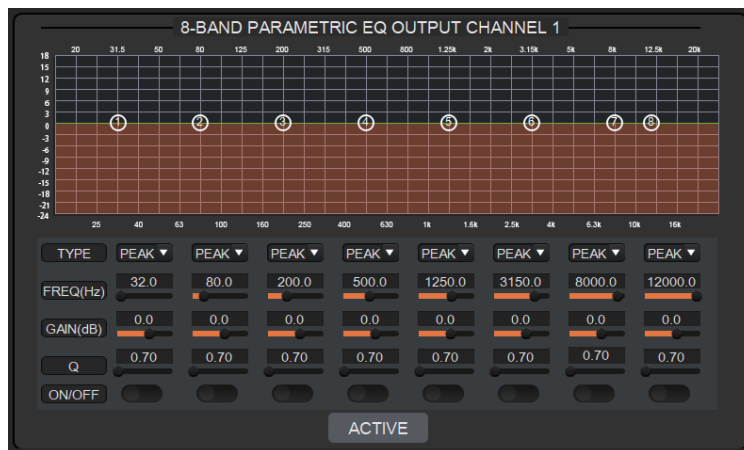 8-BAND PARAMETRIC EQ OUTPUT CHANNEL 1
20 31.5 50 80 125 200 315 500 800 1.25k 2k 3.15k 5k 8k 12.5k 20k
18
15
12
9
6
3
0
-3
-6
-9
-12
-15
-18
-21
-24
1 2 3 4 5 6 7 8
25 40 63 100 160 250 400 630 1k 1.6k 2.5k 4k 6.3k 10k 16k
TYPE PEAK ▼ PEAK ▼ PEAK ▼ PEAK ▼ PEAK ▼ PEAK ▼ PEAK ▼ PEAK ▼
FREQ(Hz) 32.0 80.0 200.0 500.0 1250.0 3150.0 8000.0 12000.0
GAIN(dB) 0.0 0.0 0.0 0.0 0.0 0.0 0.0 0.0
Q 0.70 0.70 0.70 0.70 0.70 0.70 0.70 0.70
ON/OFF
ACTIVE